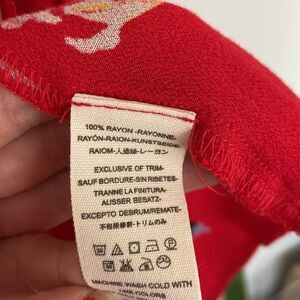 100% RAYON -RAYONNE-
RAYÓN-RAION-KUNSTSEIDE-
RAIOM-人造絲-レーヨン
EXCLUSIVE OF TRIM-
SAUF BORDURE-SIN RIBETES-
TRANNE LA FINITURA-
AUSSER BESATZ-
EXCEPTO DEBRUM/REMATE-
不包括修飾-トリムのみ
MACHINE WASH COLD WITH
LIKE COLORS